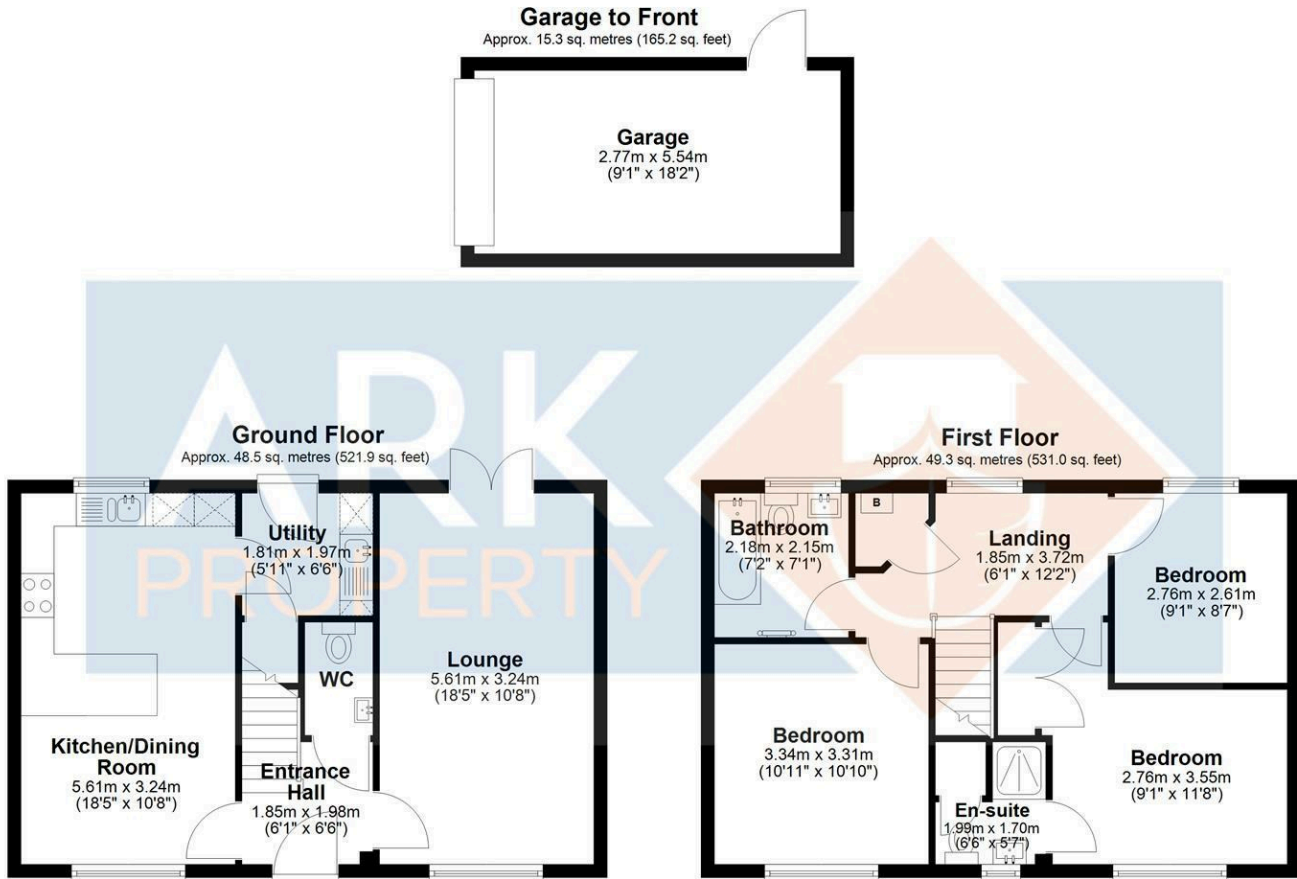 Garage to Front
Approx. 15.3 sq. metres (165.2 sq. feet)
Garage
2.77m x 5.54m
(9'1" x 18'2")
ARK
PROPERTY
Ground Floor
Approx. 48.5 sq. metres (521.9 sq. feet)
Utility
1.81m x 1.97m
(5'11" x 6'6")
WC
Lounge
5.61m x 3.24m
(18'5" x 10'8")
Kitchen/Dining
Room
5.61m x 3.24m
(18'5" x 10'8")
Entrance
Hall
1.85m x 1.98m
(6'1" x 6'6")
First Floor
Approx. 49.3 sq. metres (531.0 sq. feet)
Bathroom
2.18m x 2.15m
(7'2" x 7'1")
B
Landing
1.85m x 3.72m
(6'1" x 12'2")
Bedroom
2.76m x 2.61m
(9'1" x 8'7")
Bedroom
3.34m x 3.31m
(10'11" x 10'10")
Bedroom
2.76m x 3.55m
(9'1" x 11'8")
En-suite
1.99m x 1.70m
(6'6" x 5'7")